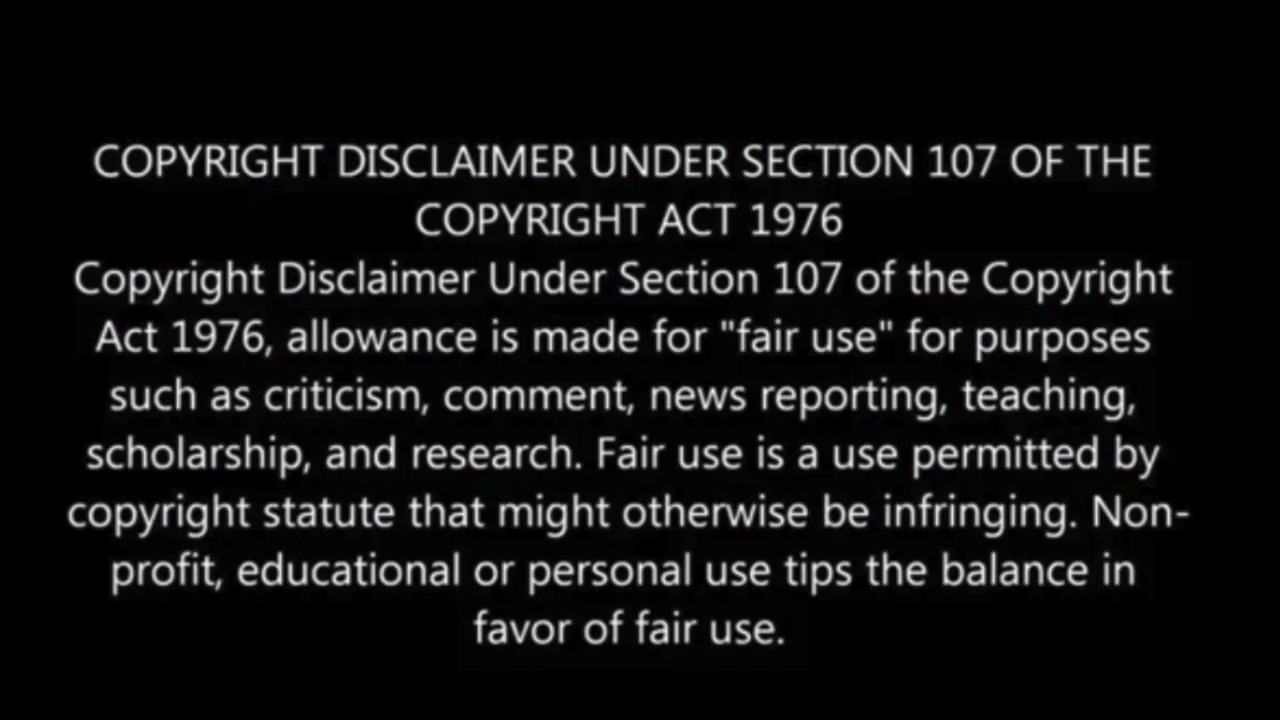 COPYRIGHT DISCLAIMER UNDER SECTION 107 OF THE
COPYRIGHT ACT 1976
Copyright Disclaimer Under Section 107 of the Copyright
Act 1976, allowance is made for "fair use" for purposes
such as criticism, comment, news reporting, teaching,
scholarship, and research. Fair use is a use permitted by
copyright statute that might otherwise be infringing. Non-
profit, educational or personal use tips the balance in
favor of fair use.